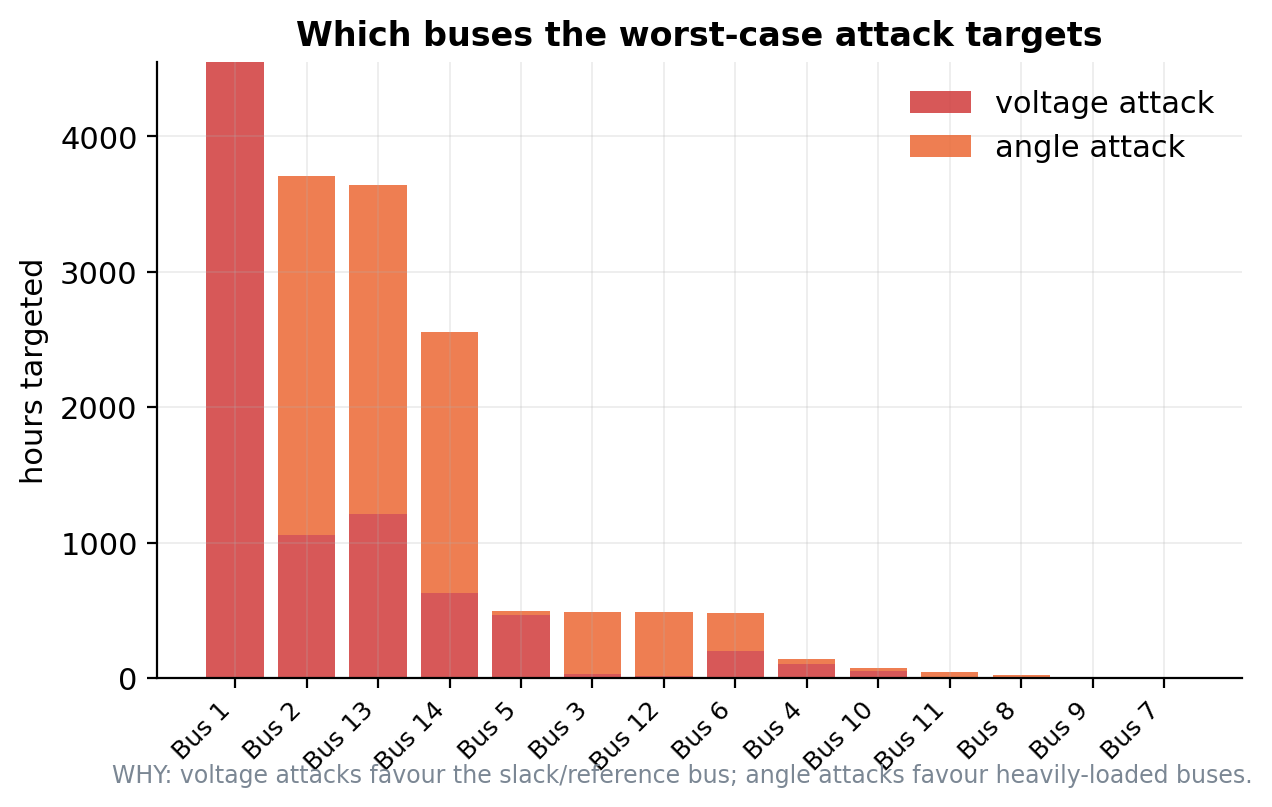 Which buses the worst-case attack targets
voltage attack
angle attack
4000
3000
2000
1000
0
hours targeted
Bus 1
Bus 2
Bus 13
Bus 14
Bus 5
Bus 3
Bus 12
Bus 6
Bus 4
Bus 10
Bus 11
Bus 8
Bus 9
Bus 7
WHY: voltage attacks favour the slack/reference bus; angle attacks favour heavily-loaded buses.